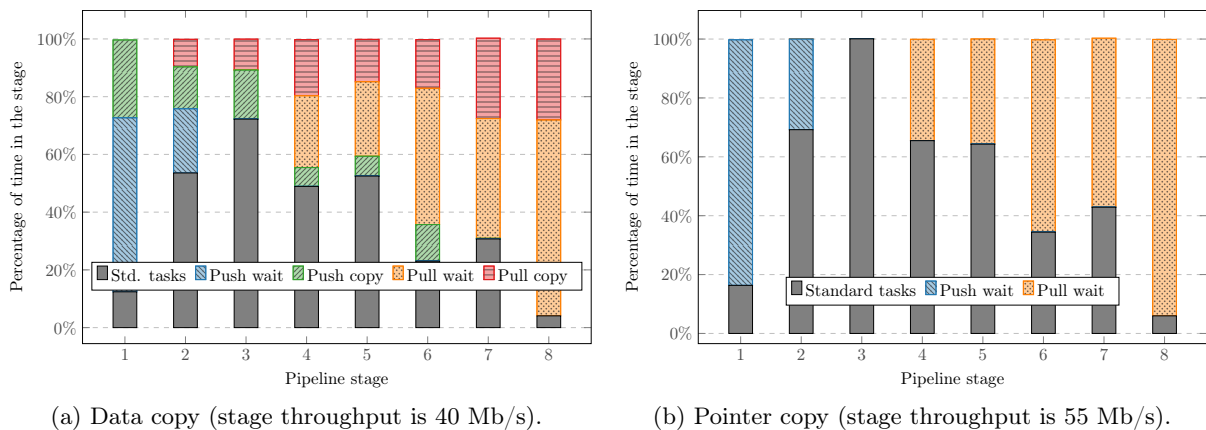 Percentage of time in the stage
100%
80%
60%
40%
20%
0%
Std. tasks Push wait Push copy Pull wait Pull copy
1 2 3 4 5 6 7 8
Pipeline stage
(a) Data copy (stage throughput is 40 Mb/s).
Percentage of time in the stage
100%
80%
60%
40%
20%
0%
Standard tasks Push wait Pull wait
1 2 3 4 5 6 7 8
Pipeline stage
(b) Pointer copy (stage throughput is 55 Mb/s).